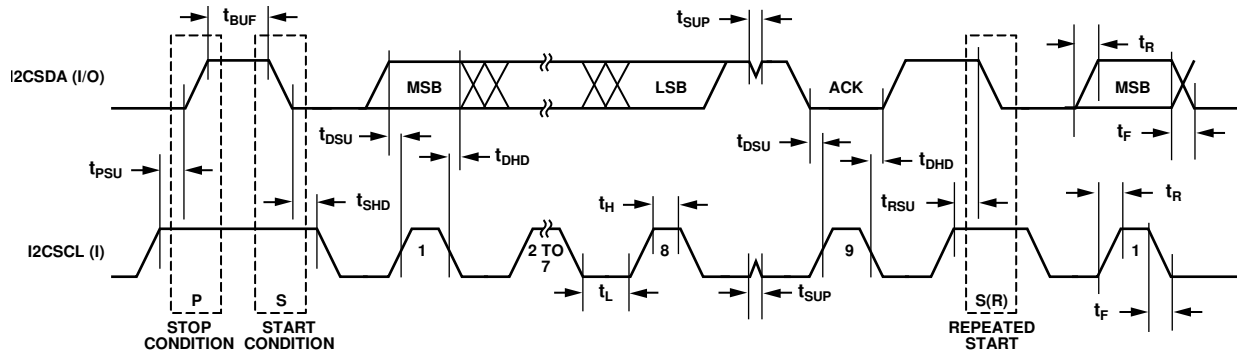 tBUF
tSUP
tR
I2CSDA (I/O)
MSB
LSB
ACK
MSB
tDSU
tDSU
tF
tPSU
tDHD
tDHD
tSHD
tH
tRSU
tR
I2CSCL (I)
1
2 TO
7
8
9
1
P
S
tL
tSUP
S(R)
tF
STOP
CONDITION
START
CONDITION
REPEATED
START